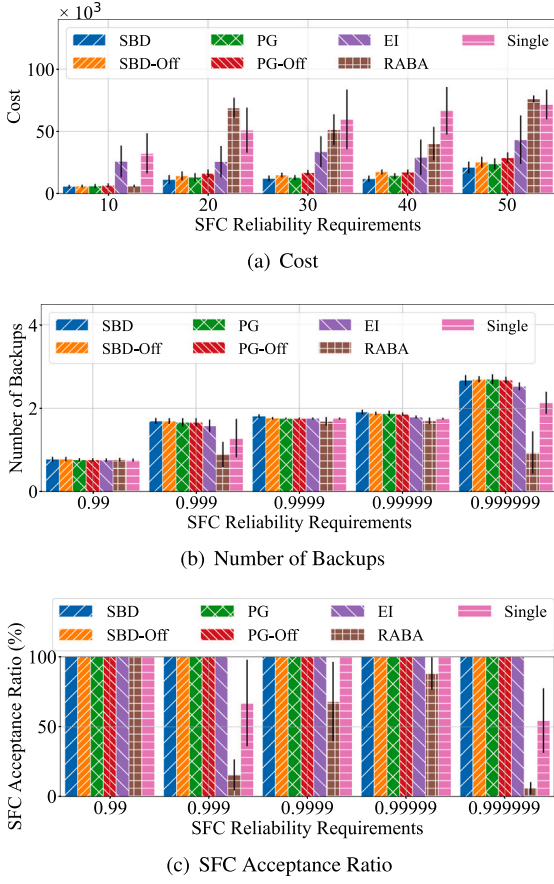 × 10³
SBD PG EI Single
SBD-Off PG-Off RABA
100
50
0
Cost
10 20 30 40 50
SFC Reliability Requirements
(a) Cost
4
SBD PG EI Single
SBD-Off PG-Off RABA
2
0
Number of Backups
0.99 0.999 0.9999 0.99999 0.999999
SFC Reliability Requirements
(b) Number of Backups
SBD PG EI Single
SBD-Off PG-Off RABA
100
50
0
SFC Acceptance Ratio (%)
0.99 0.999 0.9999 0.99999 0.999999
SFC Reliability Requirements
(c) SFC Acceptance Ratio